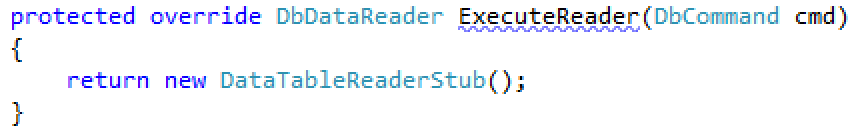 protected override DbDataReader ExecuteReader(DbCommand cmd)
{
    return new DataTableReaderStub();
}